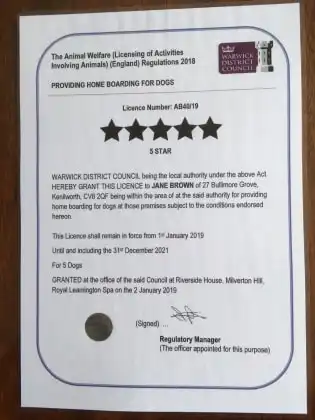 The Animal Welfare (Licensing of Activities
Involving Animals) (England) Regulations 2018
WARWICK
DISTRICT
COUNCIL
PROVIDING HOME BOARDING FOR DOGS
Licence Number: AB40/19
5 STAR
WARWICK DISTRICT COUNCIL being the local authority under the above Act
HEREBY GRANT THIS LICENCE to JANE BROWN of 27 Bullimore Grove,
Kenilworth, CV8 2QF being within the area of at the said authority for providing
home boarding for dogs at those premises subject to the conditions endorsed
hereon.
This Licence shall remain in force from 1st January 2019
Until and including the 31st December 2021
For 5 Dogs
GRANTED at the office of the said Council at Riverside House, Milverton Hill,
Royal Leamington Spa on the 2 January 2019
(Signed) ...
Regulatory Manager
(The officer appointed for this purpose)